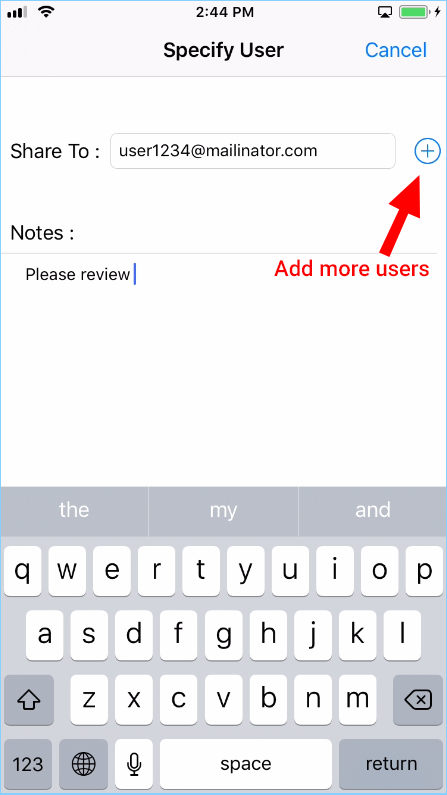 2:44 PM
Specify User
Cancel
Share To :
user1234@mailinator.com
Notes :
Add more users
Please review
the my and
q w e r t y u i o p
a s d f g h j k l
z x c v b n m
123 space return